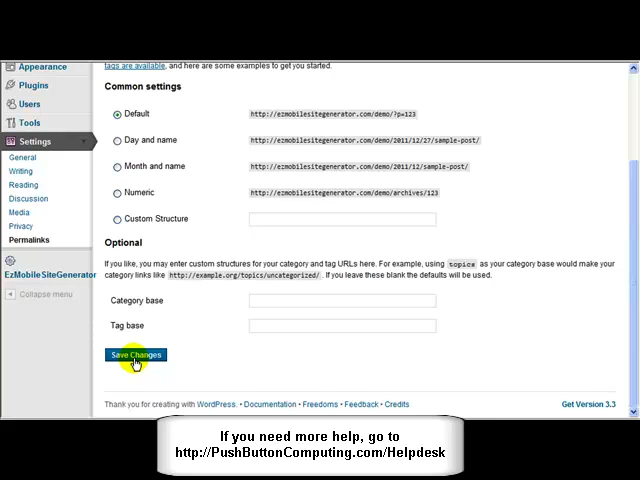 Appearance
Plugins
Users
Tools
Settings
General
Writing
Reading
Discussion
Media
Privacy
Permalinks
EzMobileSiteGenerator
Collapse menu
tags are available, and here are some examples to get you started.
Common settings
Default http://ezmobilesitegenerator.com/demo/?p=123
Day and name http://ezmobilesitegenerator.com/demo/2011/12/27/sample-post/
Month and name http://ezmobilesitegenerator.com/demo/2011/12/sample-post/
Numeric http://ezmobilesitegenerator.com/demo/archives/123
Custom Structure
Optional
If you like, you may enter custom structures for your category and tag URLs here. For example, using topics as your category base would make your
category links like http://example.org/topics/uncategorized/ . If you leave these blank the defaults will be used.
Category base
Tag base
Save Changes
Thank you for creating with WordPress. • Documentation • Freedoms • Feedback • Credits Get Version 3.3
If you need more help, go to
http://PushButtonComputing.com/Helpdesk